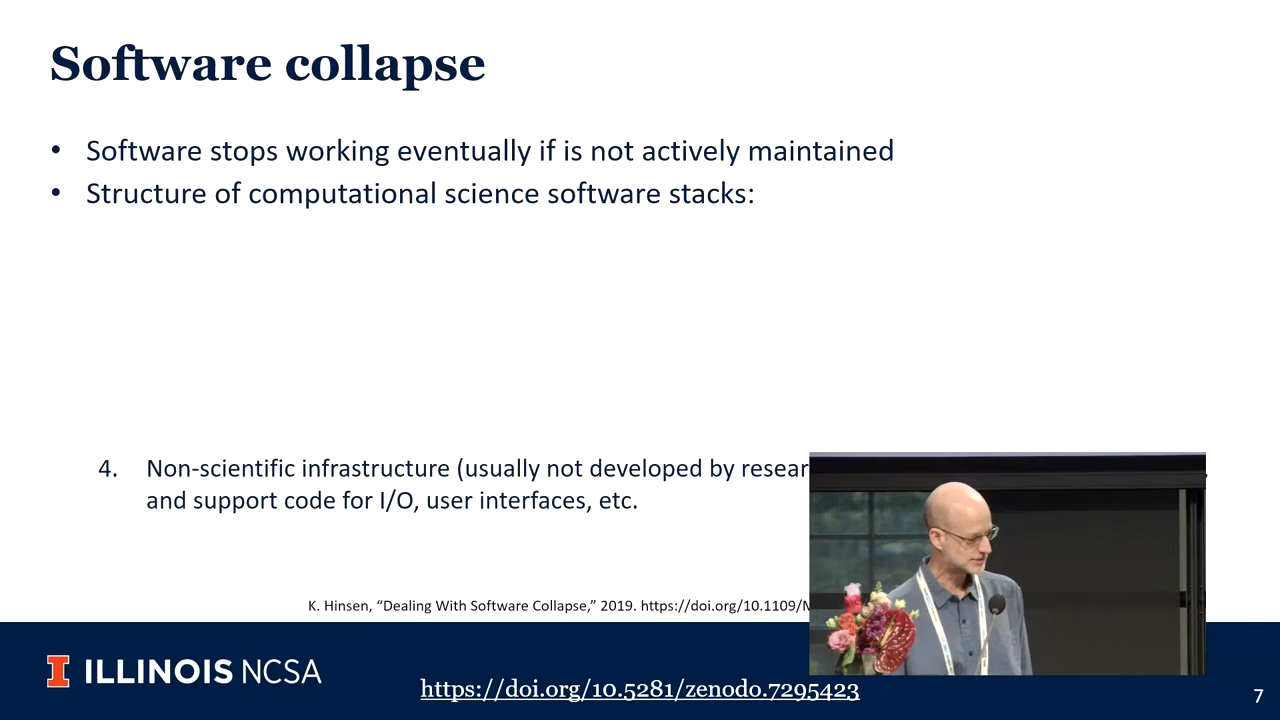 Software collapse
• Software stops working eventually if is not actively maintained
• Structure of computational science software stacks:
4. Non-scientific infrastructure (usually not developed by
and support code for I/O, user interfaces, etc.
K. Hinsen, “Dealing With Software Collapse,” 2019. https://doi.org/10.1109/M
I ILLINOIS NCSA
https://doi.org/10.5281/zenodo.7295423
7